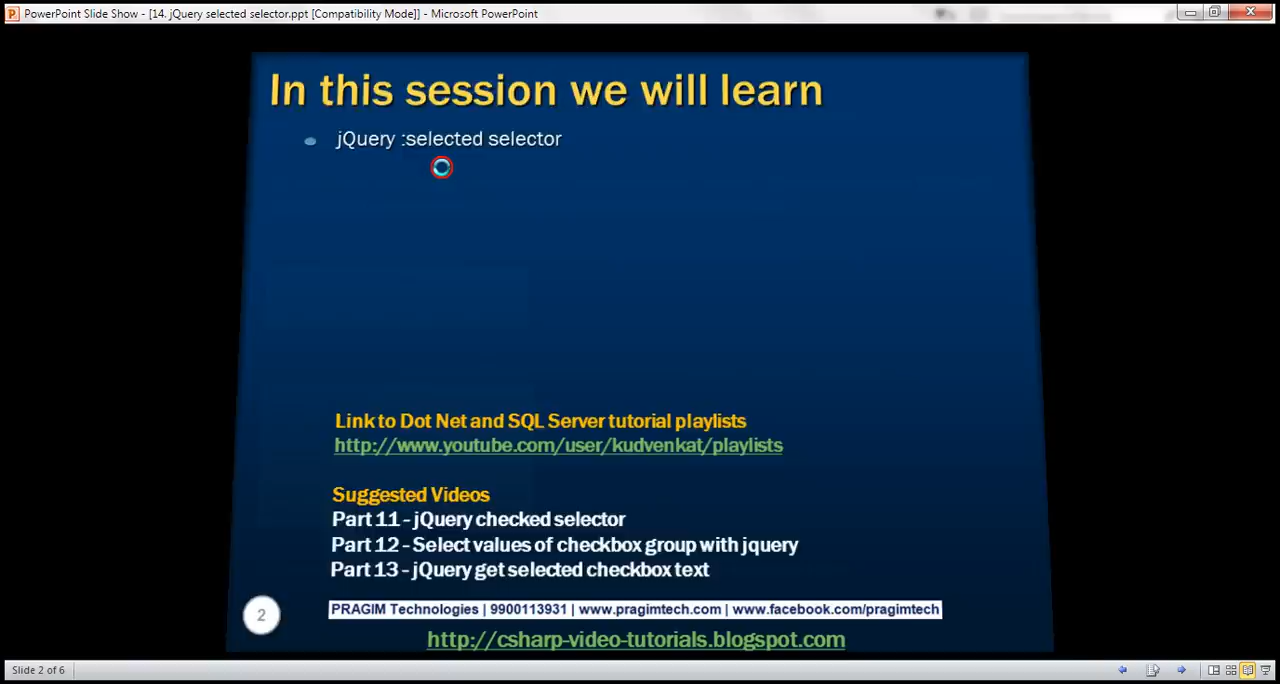 PowerPoint Slide Show - [14. jQuery selected selector.ppt [Compatibility Mode]] - Microsoft PowerPoint
In this session we will learn
jQuery :selected selector
Link to Dot Net and SQL Server tutorial playlists
http://www.youtube.com/user/kudvenkat/playlists
Suggested Videos
Part 11 - jQuery checked selector
Part 12 - Select values of checkbox group with jquery
Part 13 - jQuery get selected checkbox text
2
PRAGIM Technologies | 9900113931 | www.pragimtech.com | www.facebook.com/pragimtech
http://csharp-video-tutorials.blogspot.com
Slide 2 of 6